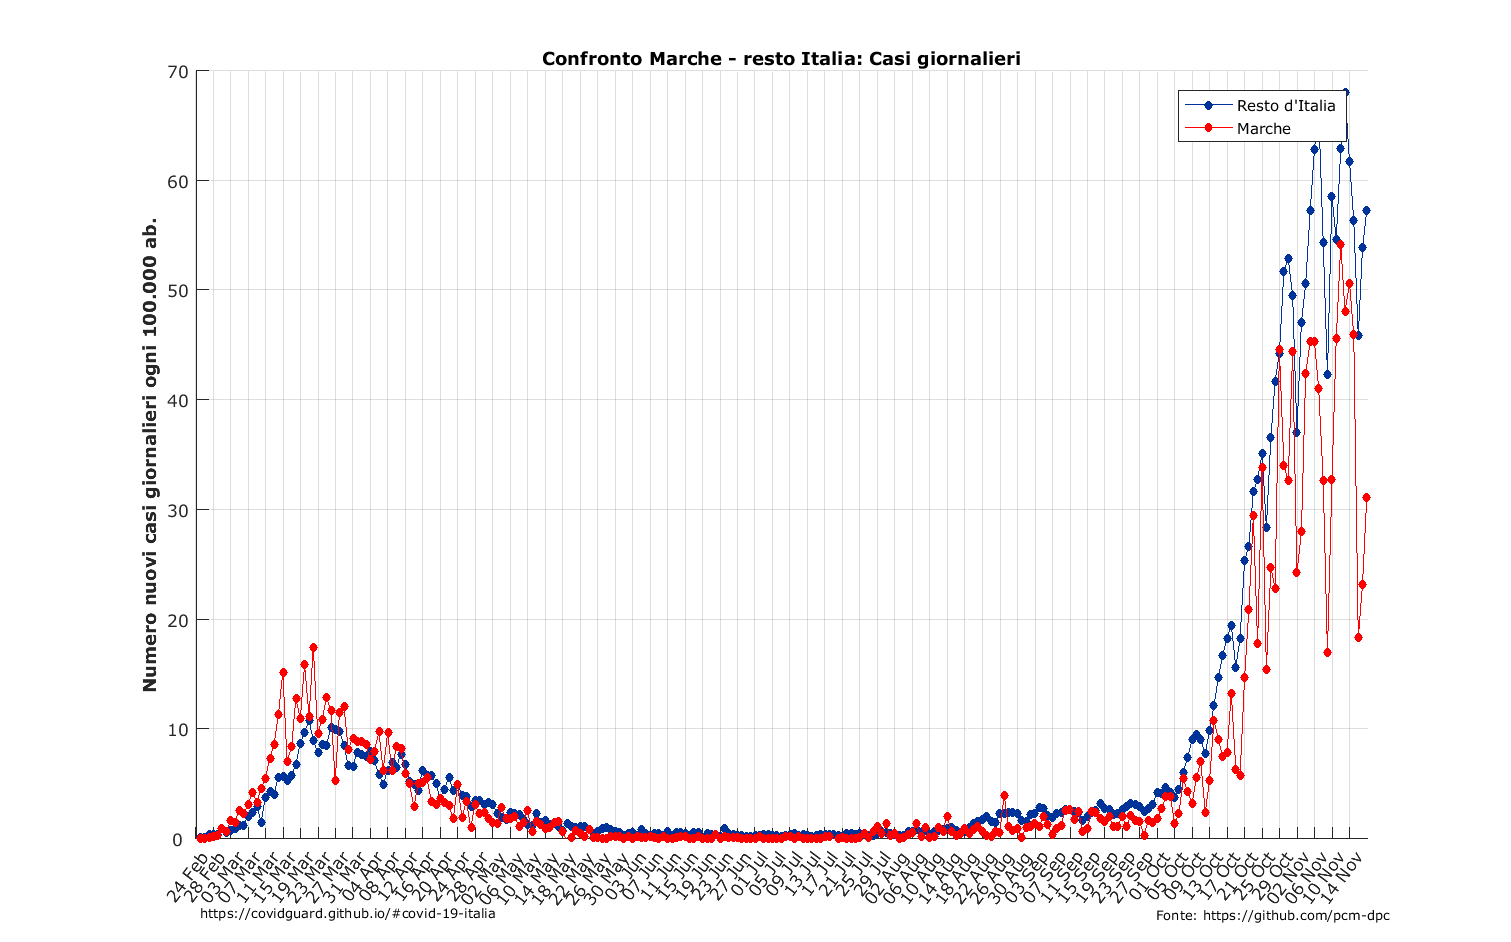 Confronto Marche - resto Italia: Casi giornalieri
Resto d'Italia
Marche
Numero nuovi casi giornalieri ogni 100.000 ab.
70
60
50
40
30
20
10
0
24 Feb
28 Feb
03 Mar
07 Mar
11 Mar
15 Mar
19 Mar
23 Mar
27 Mar
31 Mar
04 Apr
08 Apr
12 Apr
16 Apr
20 Apr
24 Apr
28 Apr
02 May
06 May
10 May
14 May
18 May
22 May
26 May
30 May
03 Jun
07 Jun
11 Jun
15 Jun
19 Jun
23 Jun
27 Jun
01 Jul
05 Jul
09 Jul
13 Jul
17 Jul
21 Jul
25 Jul
29 Jul
02 Aug
06 Aug
10 Aug
14 Aug
18 Aug
22 Aug
26 Aug
30 Aug
03 Sep
07 Sep
11 Sep
15 Sep
19 Sep
23 Sep
27 Sep
01 Oct
05 Oct
09 Oct
13 Oct
17 Oct
21 Oct
25 Oct
29 Oct
02 Nov
06 Nov
10 Nov
14 Nov
https://covidguard.github.io/#covid-19-italia
Fonte: https://github.com/pcm-dpc